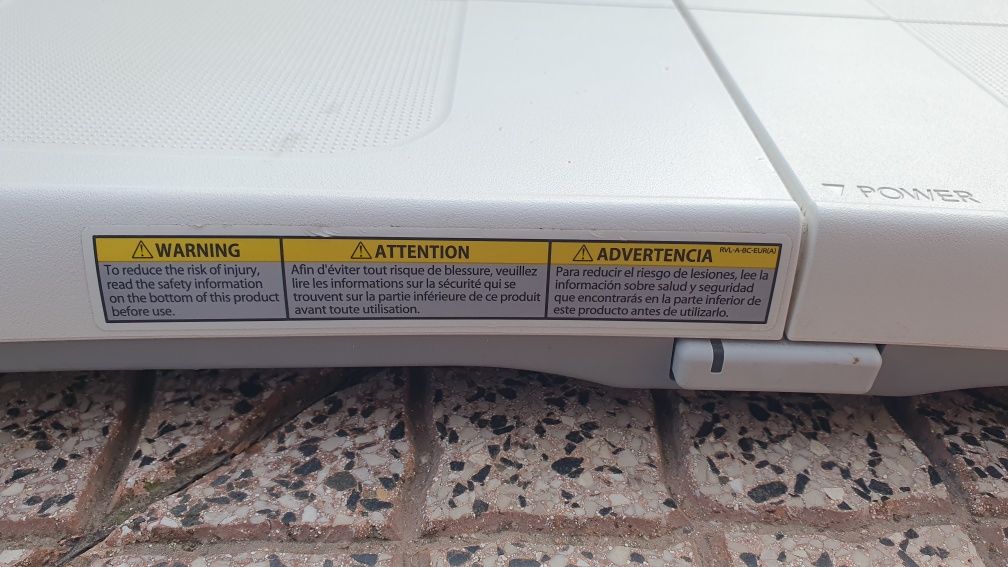 WARNING
To reduce the risk of injury,
read the safety information
on the bottom of this product
before use.
ATTENTION
Afin d'éviter tout risque de blessure, veuillez
lire les informations sur la sécurité qui se
trouvent sur la partie inférieure de ce produit
avant toute utilisation.
ADVERTENCIA
RVL-A-BC-EUR(A)
Para reducir el riesgo de lesiones, lee la
información sobre salud y seguridad
que encontrarás en la parte inferior de
este producto antes de utilizarlo.
POWER